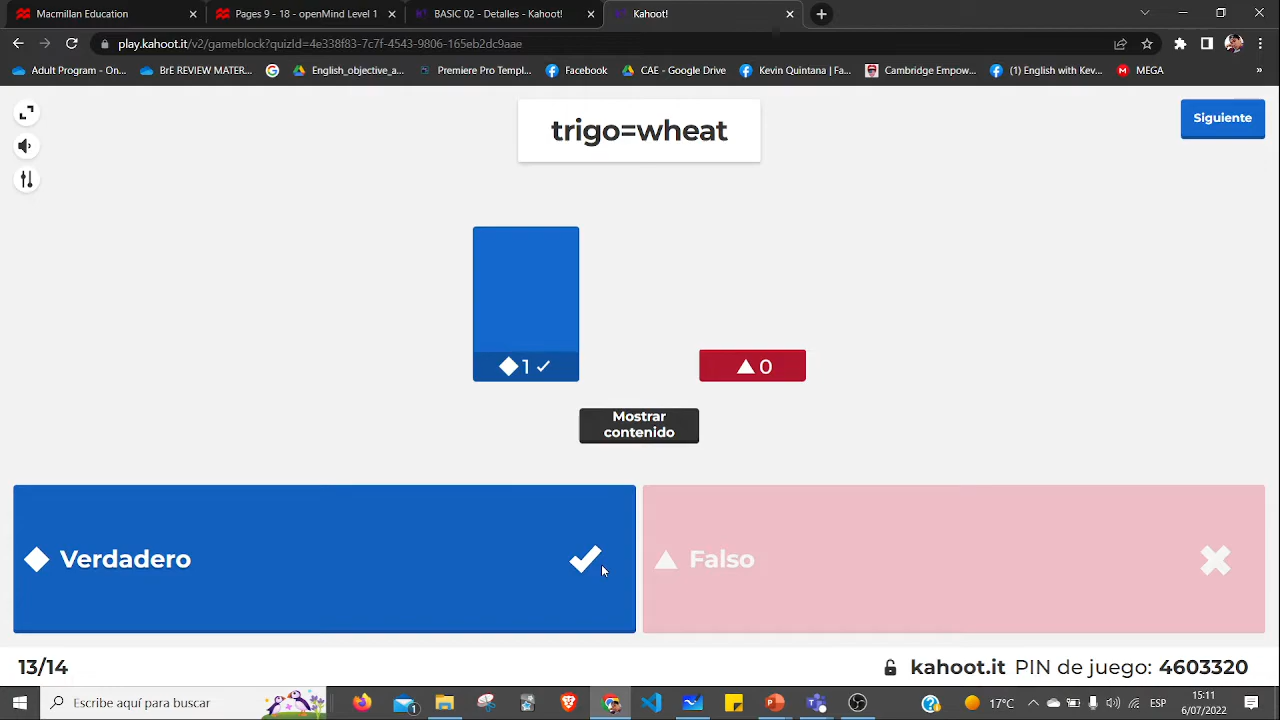 Macmillan Education
Pages 9 - 18 - openMind Level 1
BASIC 02 - Detalles - Kahoot!
Kahoot!
play.kahoot.it/v2/gameblock?quizId=4e338f83-7c7f-4543-9806-165eb2dc9aae
Adult Program - On...
BrE REVIEW MATER...
English_objective_a...
Premiere Pro Templ...
Facebook
CAE - Google Drive
Kevin Quintana | Fa...
Cambridge Empow...
(1) English with Kev...
MEGA
»
trigo=wheat
Siguiente
1
0
Mostrar
contenido
Verdadero
Falso
13/14
kahoot.it PIN de juego: 4603320
Escribe aquí para buscar
1
17°C
ESP
15:11
6/07/2022